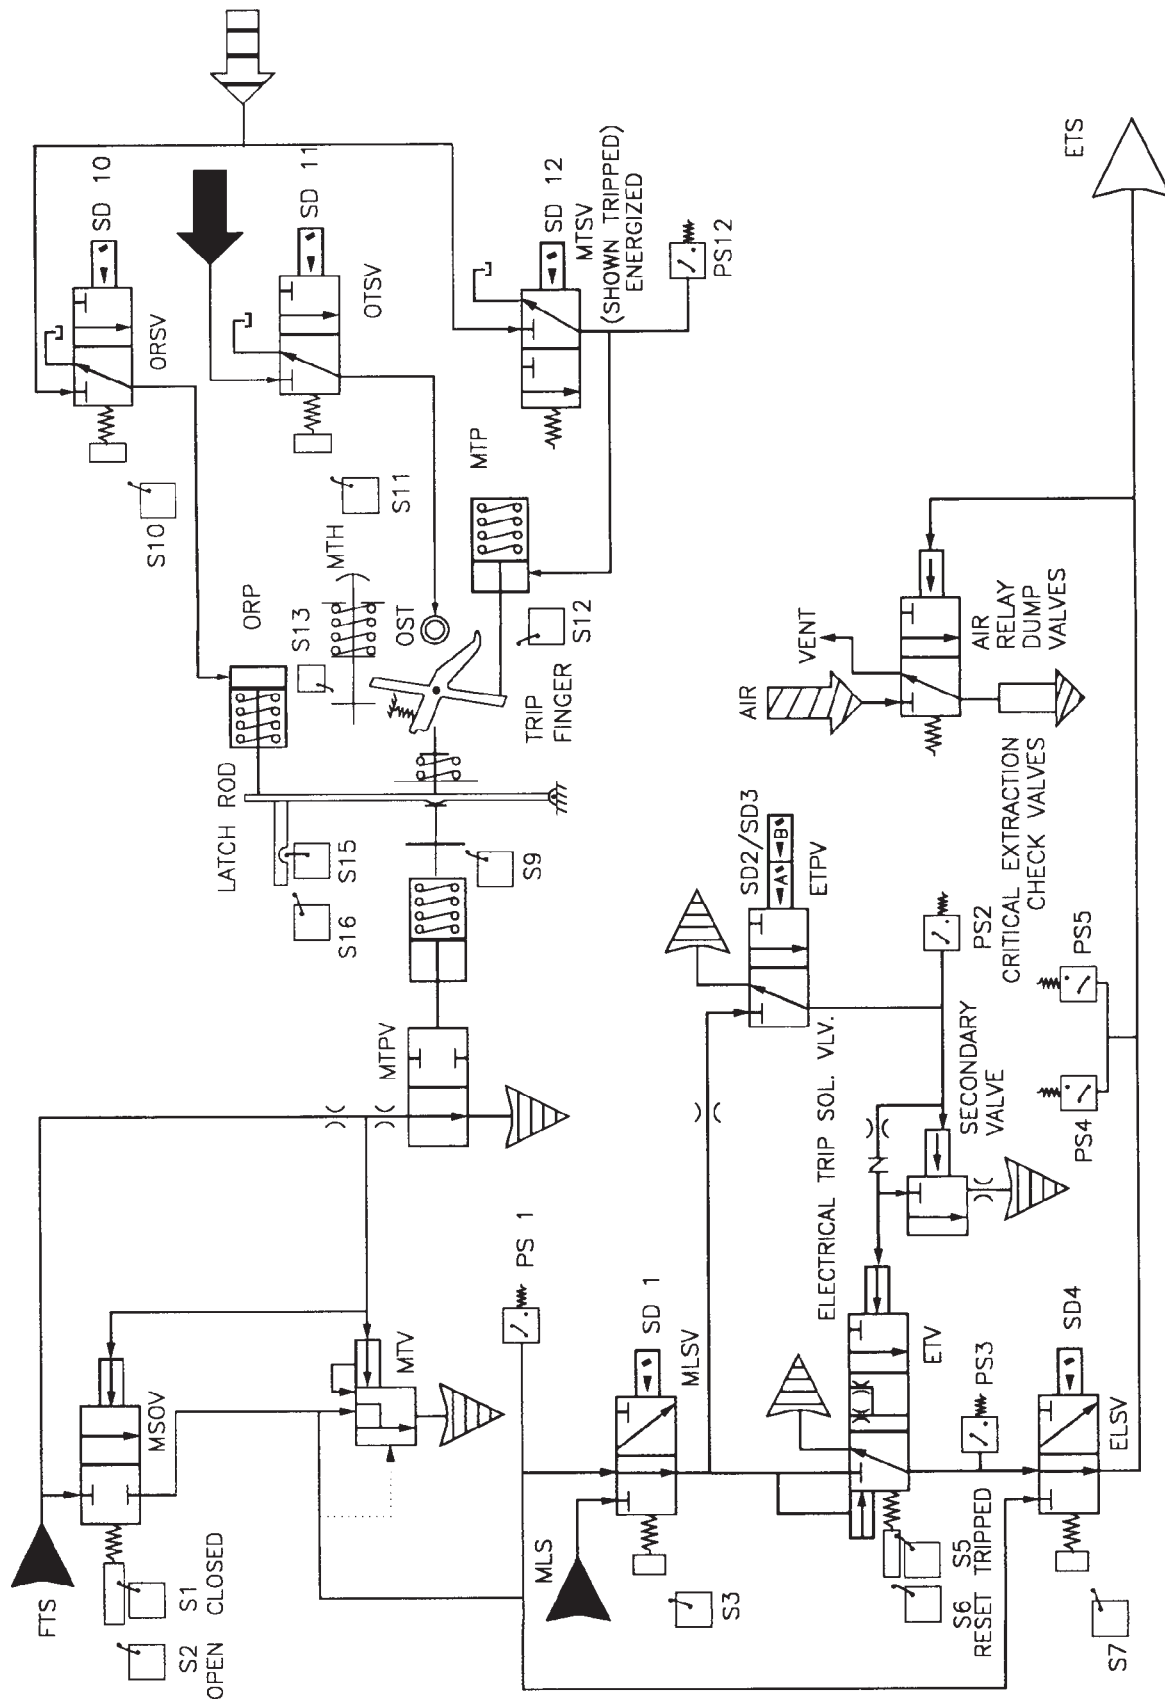 FTS
S2
OPEN
S1
CLOSED
MSOV
MTV
MTPV
LATCH ROD
S16
S15
S9
ORP
S13
MTH
OST
TRIP
FINGER
S12
MTP
S10
ORSV
SD 10
S11
OTSV
SD 11
SD 12
MTSV
(SHOWN TRIPPED)
ENERGIZED
PS12
PS 1
MLS
S3
SD 1
MLSV
ELECTRICAL TRIP SOL. VLV.
SD2/SD3
A
B
ETPV
PS2
SECONDARY
VALVE
ETV
S6
RESET
S5
TRIPPED
PS3
SD4
ELSV
S7
PS4
PS5
CRITICAL EXTRACTION
CHECK VALVES
AIR
VENT
AIR
RELAY
DUMP
VALVES
ETS